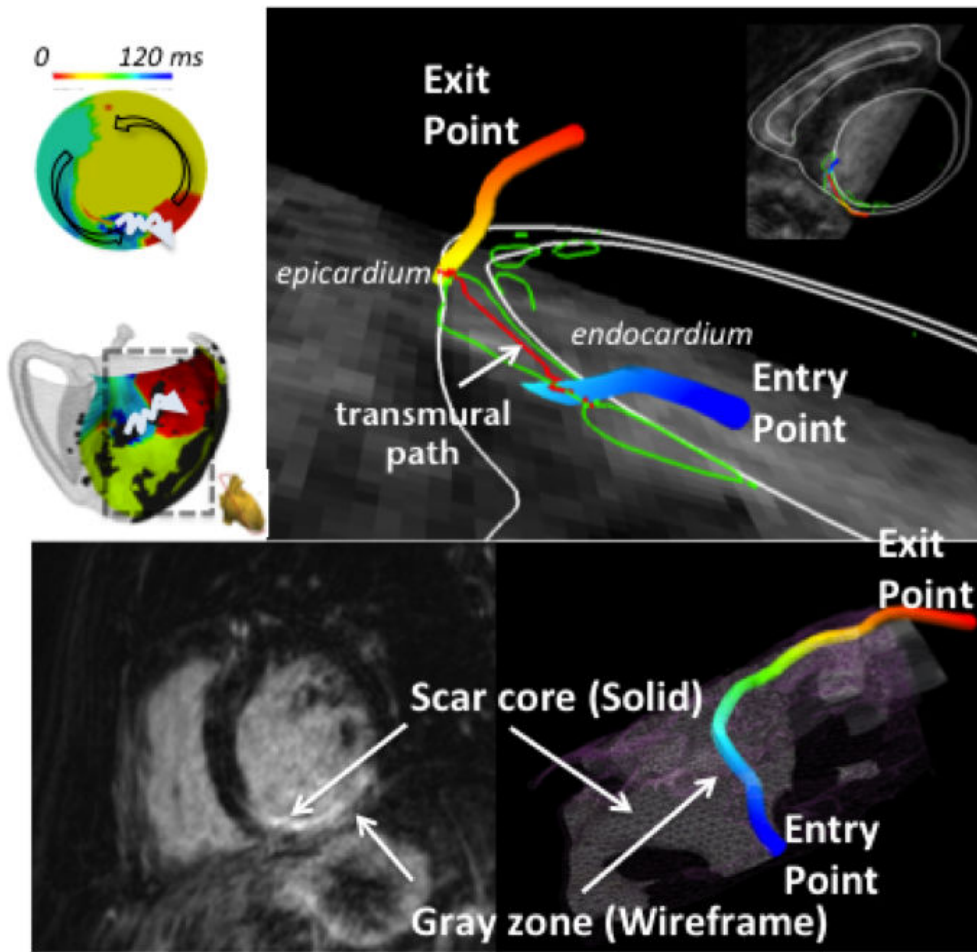 0 120 ms
Exit
Point
epicardium
endocardium
transmural
path
Entry
Point
Exit
Point
Scar core (Solid)
Entry
Point
Gray zone (Wireframe)